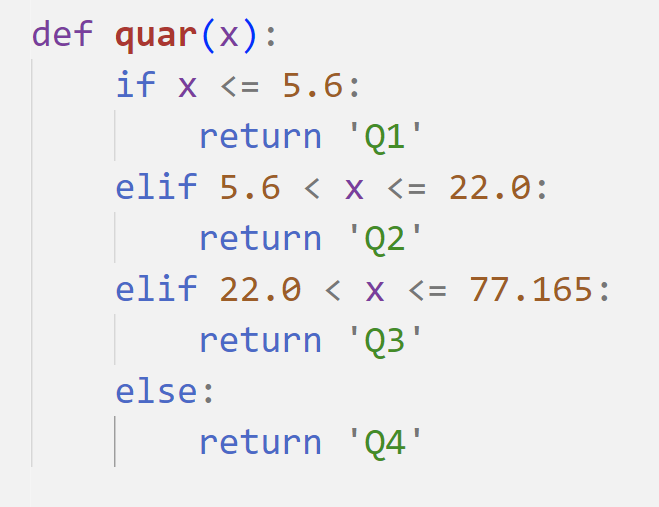 def quar(x):
    if x <= 5.6:
        return 'Q1'
    elif 5.6 < x <= 22.0:
        return 'Q2'
    elif 22.0 < x <= 77.165:
        return 'Q3'
    else:
        return 'Q4'